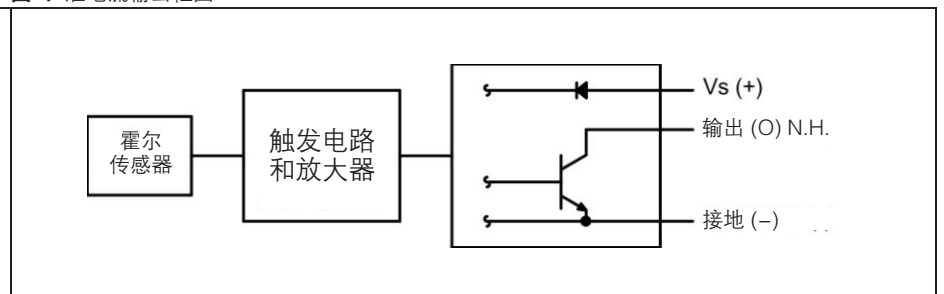 霍尔
传感器
触发电路
和放大器
Vs (+)
输出 (O) N.H.
接地 (−)